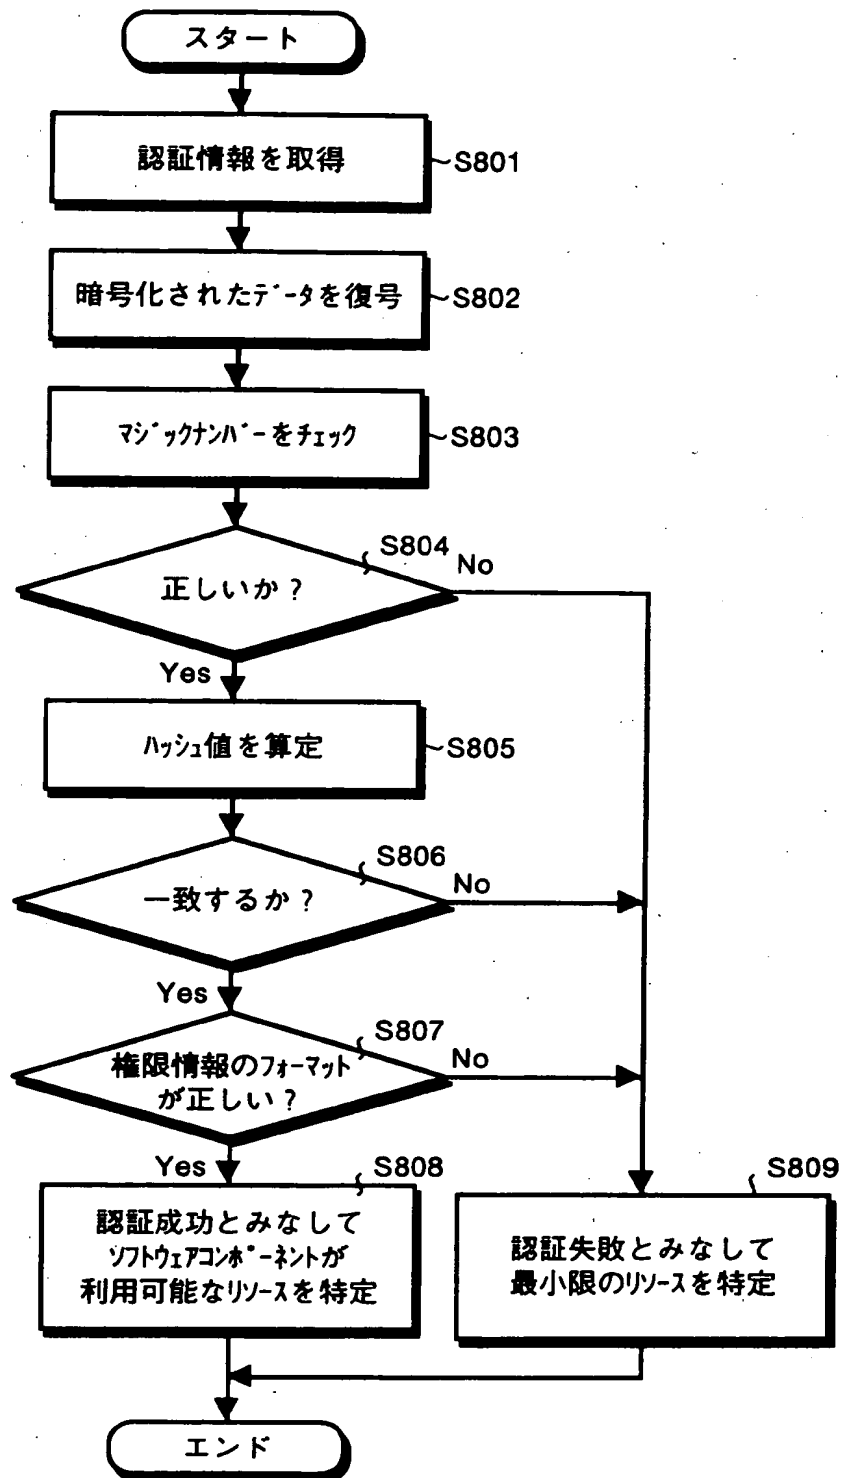 スタート
認証情報を取得
S801
暗号化されたデータを復号
S802
マジックナンバーをチェック
S803
S804
正しいか？
No
Yes
ハッシュ値を算定
S805
S806
一致するか？
No
Yes
S807
権限情報のフォーマット
が正しい？
No
Yes
S808
認証成功とみなして
ソフトウェアコンポーネントが
利用可能なリソースを特定
S809
認証失敗とみなして
最小限のリソースを特定
エンド